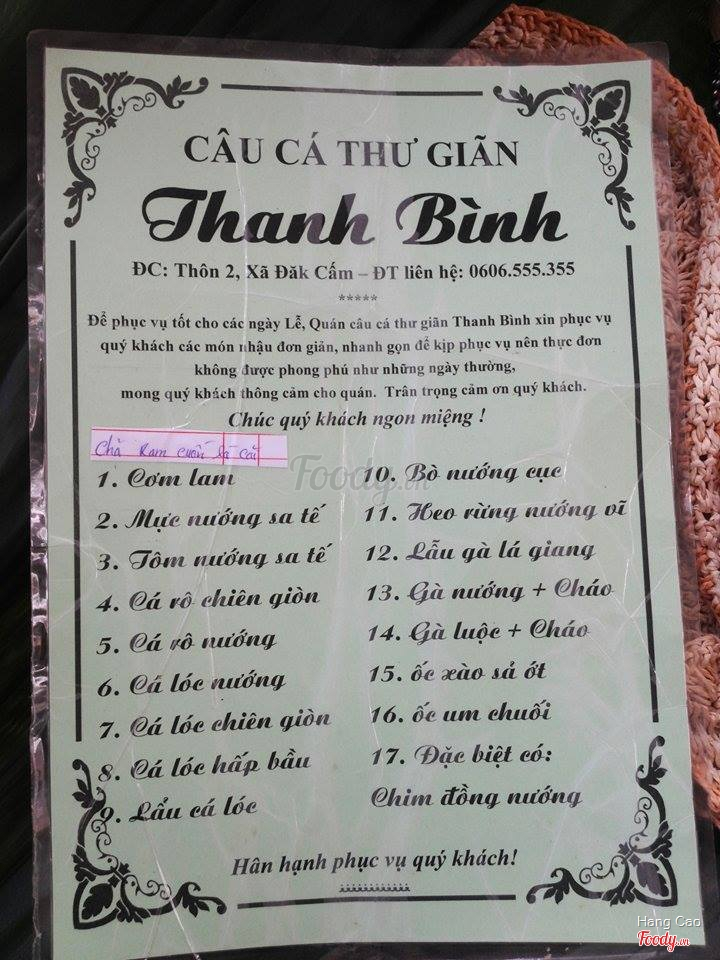 CÂU CÁ THƯ GIÃN
Thanh Bình
ĐC: Thôn 2, Xã Đăk Cấm – ĐT liên hệ: 0606.555.355
*****
Để phục vụ tốt cho các ngày Lễ, Quán câu cá thư giãn Thanh Bình xin phục vụ
quý khách các món nhậu đơn giản, nhanh gọn để kịp phục vụ nên thực đơn
không được phong phú như những ngày thường,
mong quý khách thông cảm cho quán. Trân trọng cảm ơn quý khách.
Chúc quý khách ngon miệng !
Chả Ram cuốn lá cải
1. Cơm lam
2. Mực nướng sa tế
3. Tôm nướng sa tế
4. Cá rô chiên giòn
5. Cá rô nướng
6. Cá lóc nướng
7. Cá lóc chiên giòn
8. Cá lóc hấp bầu
9. Lẩu cá lóc
10. Bò nướng cục
11. Heo rừng nướng vĩ
12. Lẩu gà lá giang
13. Gà nướng + Cháo
14. Gà luộc + Cháo
15. ốc xào sả ớt
16. ốc um chuối
17. Đặc biệt có:
Chim đồng nướng
Hân hạnh phục vụ quý khách!
Foody.vn
Hang Cao
Foody.vn